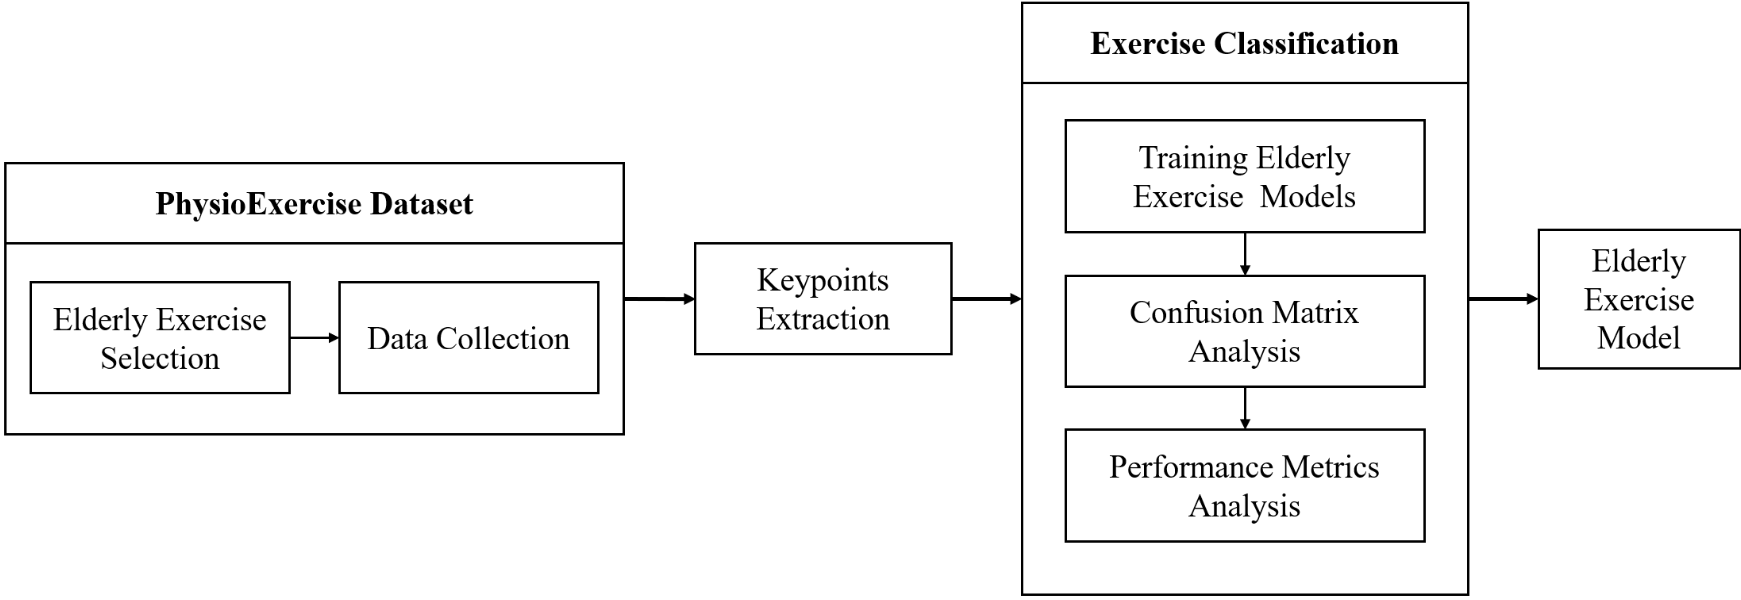 PhysioExercise Dataset
Elderly Exercise
Selection
Data Collection
Keypoints
Extraction
Exercise Classification
Training Elderly
Exercise  Models
Confusion Matrix
Analysis
Performance Metrics
Analysis
Elderly
Exercise
Model